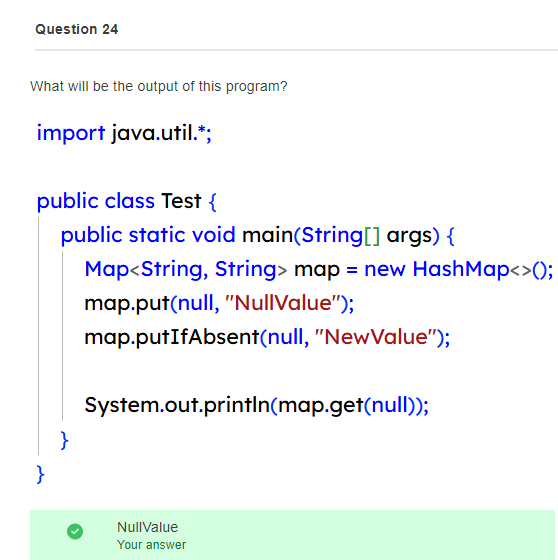 Question 24
What will be the output of this program?
import java.util.*;
public class Test {
public static void main(String[] args) {
Map<String, String> map = new HashMap<>();
map.put(null, "NullValue");
map.putIfAbsent(null, "NewValue");
System.out.println(map.get(null));
}
}
NullValue
Your answer